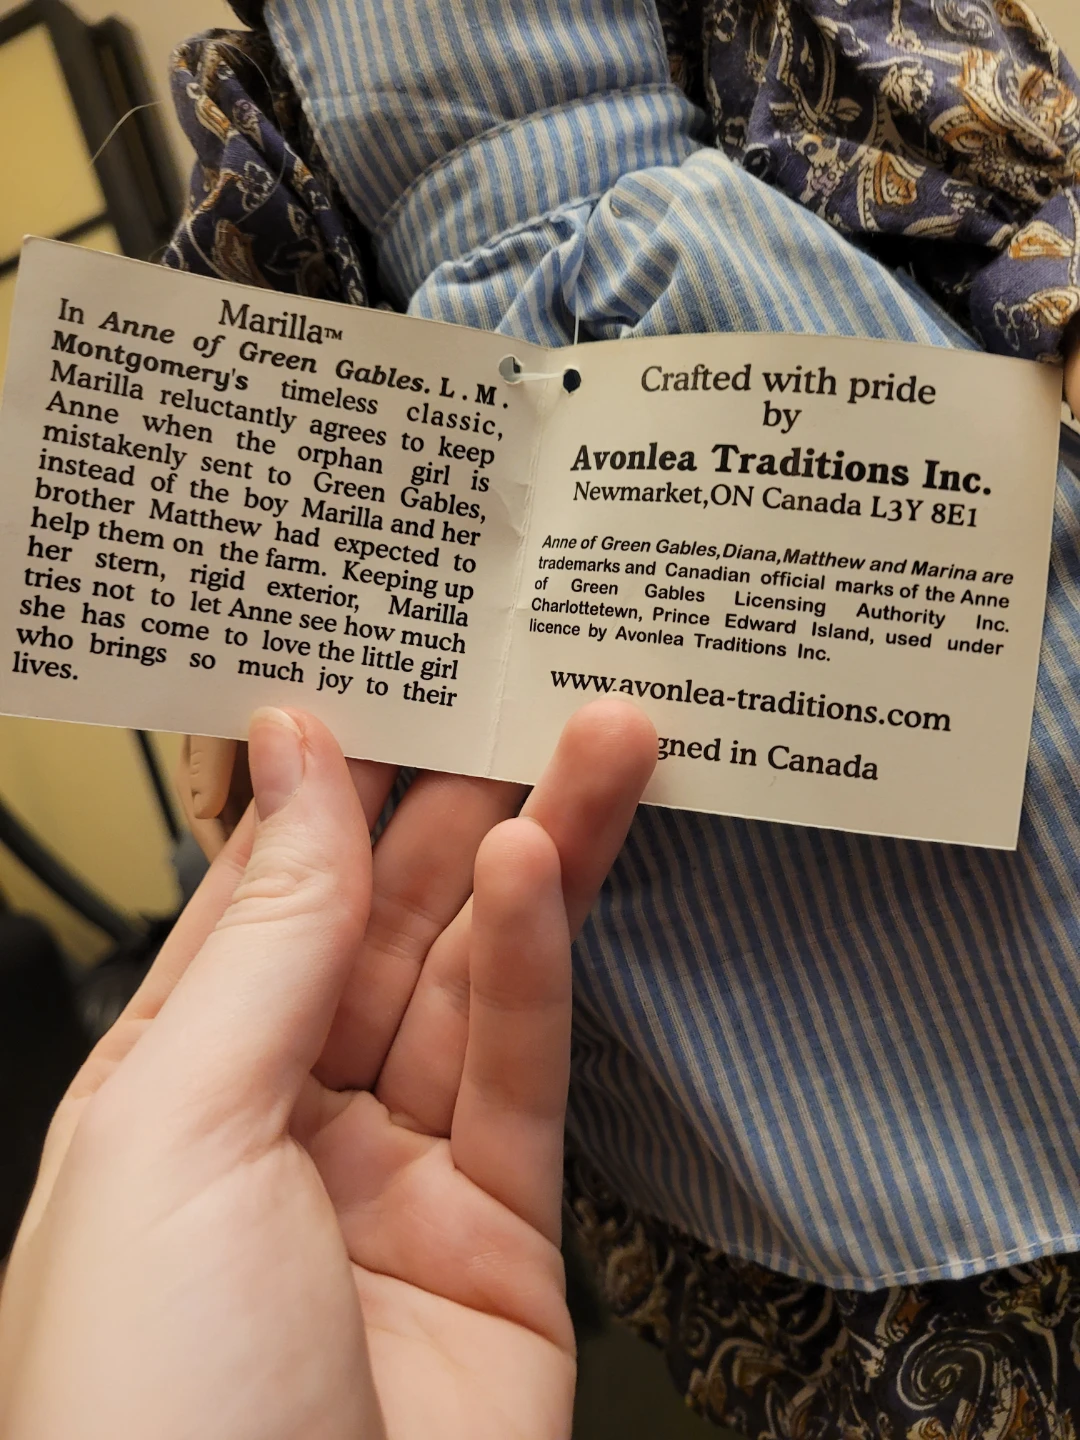 Marilla™
In Anne of Green Gables. L . M .
Montgomery's timeless classic,
Marilla reluctantly agrees to keep
Anne when the orphan girl is
mistakenly sent to Green Gables,
instead of the boy Marilla and her
brother Matthew had expected to
help them on the farm. Keeping up
her stern, rigid exterior, Marilla
tries not to let Anne see how much
she has come to love the little girl
who brings so much joy to their
lives.
Crafted with pride
by
Avonlea Traditions Inc.
Newmarket,ON Canada L3Y 8E1
Anne of Green Gables,Diana,Matthew and Marina are
trademarks and Canadian official marks of the Anne
of Green Gables Licensing Authority Inc.
Charlottetewn, Prince Edward Island, used under
licence by Avonlea Traditions Inc.
www.avonlea-traditions.com
gned in Canada